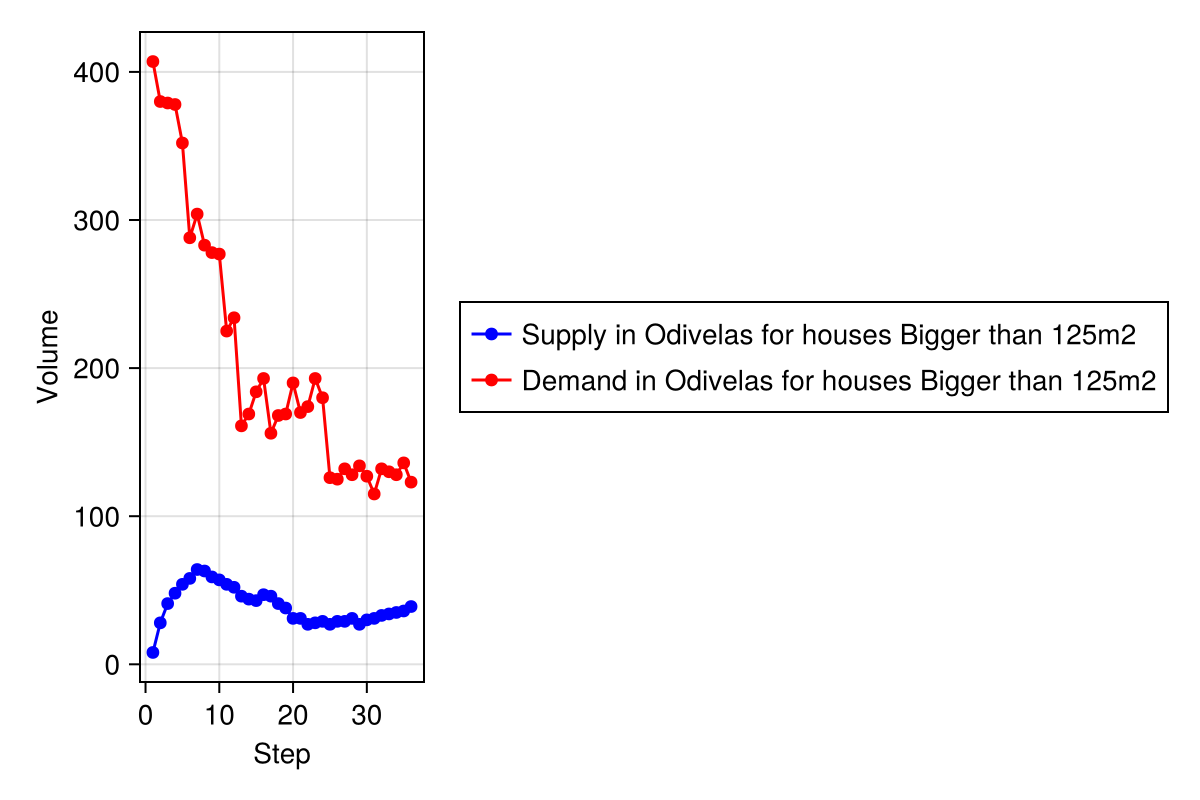 400
300
200
100
0
Volume
0 10 20 30
Step
Supply in Odivelas for houses Bigger than 125m2
Demand in Odivelas for houses Bigger than 125m2